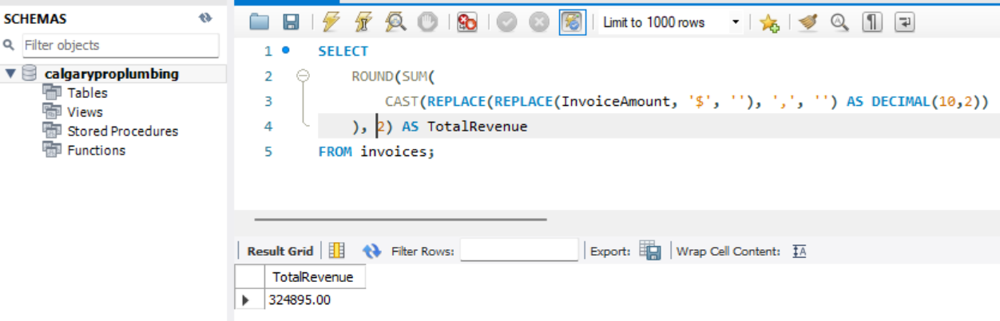 SCHEMAS
Filter objects
calgaryproplumbing
Tables
Views
Stored Procedures
Functions
Limit to 1000 rows
1 SELECT
2 ROUND(SUM(
3 CAST(REPLACE(REPLACE(InvoiceAmount, '$', ''), ',', '') AS DECIMAL(10,2))
4 ), 2) AS TotalRevenue
5 FROM invoices;
Result Grid Filter Rows: Export: Wrap Cell Content:
TotalRevenue
324895.00